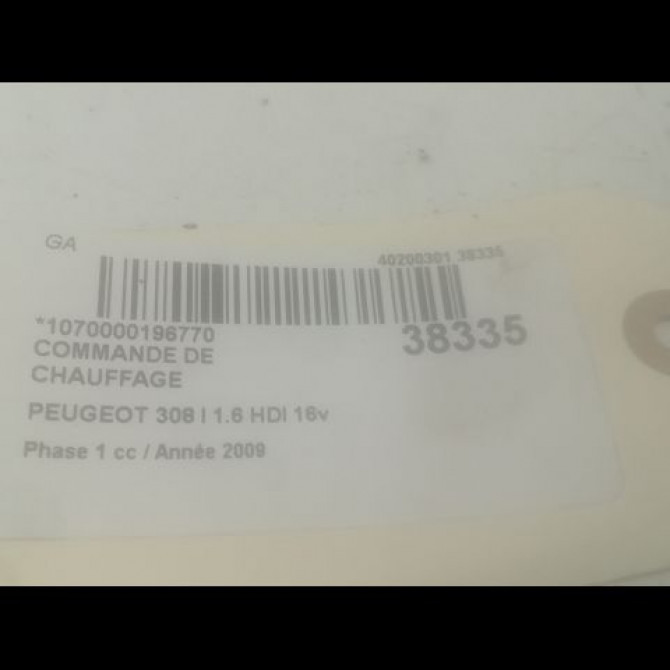 GA
40200301 38335
*1070000196770
38335
COMMANDE DE
CHAUFFAGE
PEUGEOT 308 I 1.6 HDI 16v
Phase 1 cc / Année 2009